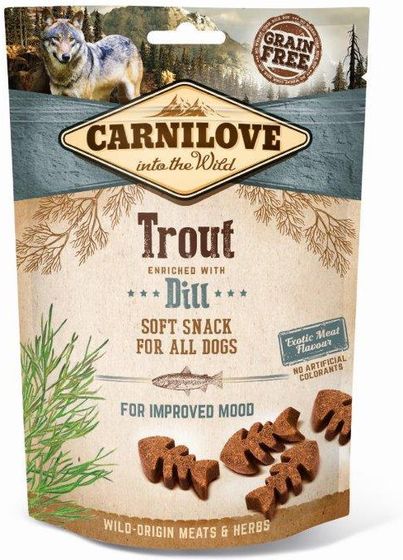 GRAIN
FREE
CARNILOVE
into the Wild
Trout
ENRICHED WITH
Dill
SOFT SNACK
FOR ALL DOGS
Exotic Meat
Flavour
NO ARTIFICIAL
COLORANTS
FOR IMPROVED MOOD
WILD-ORIGIN MEATS & HERBS